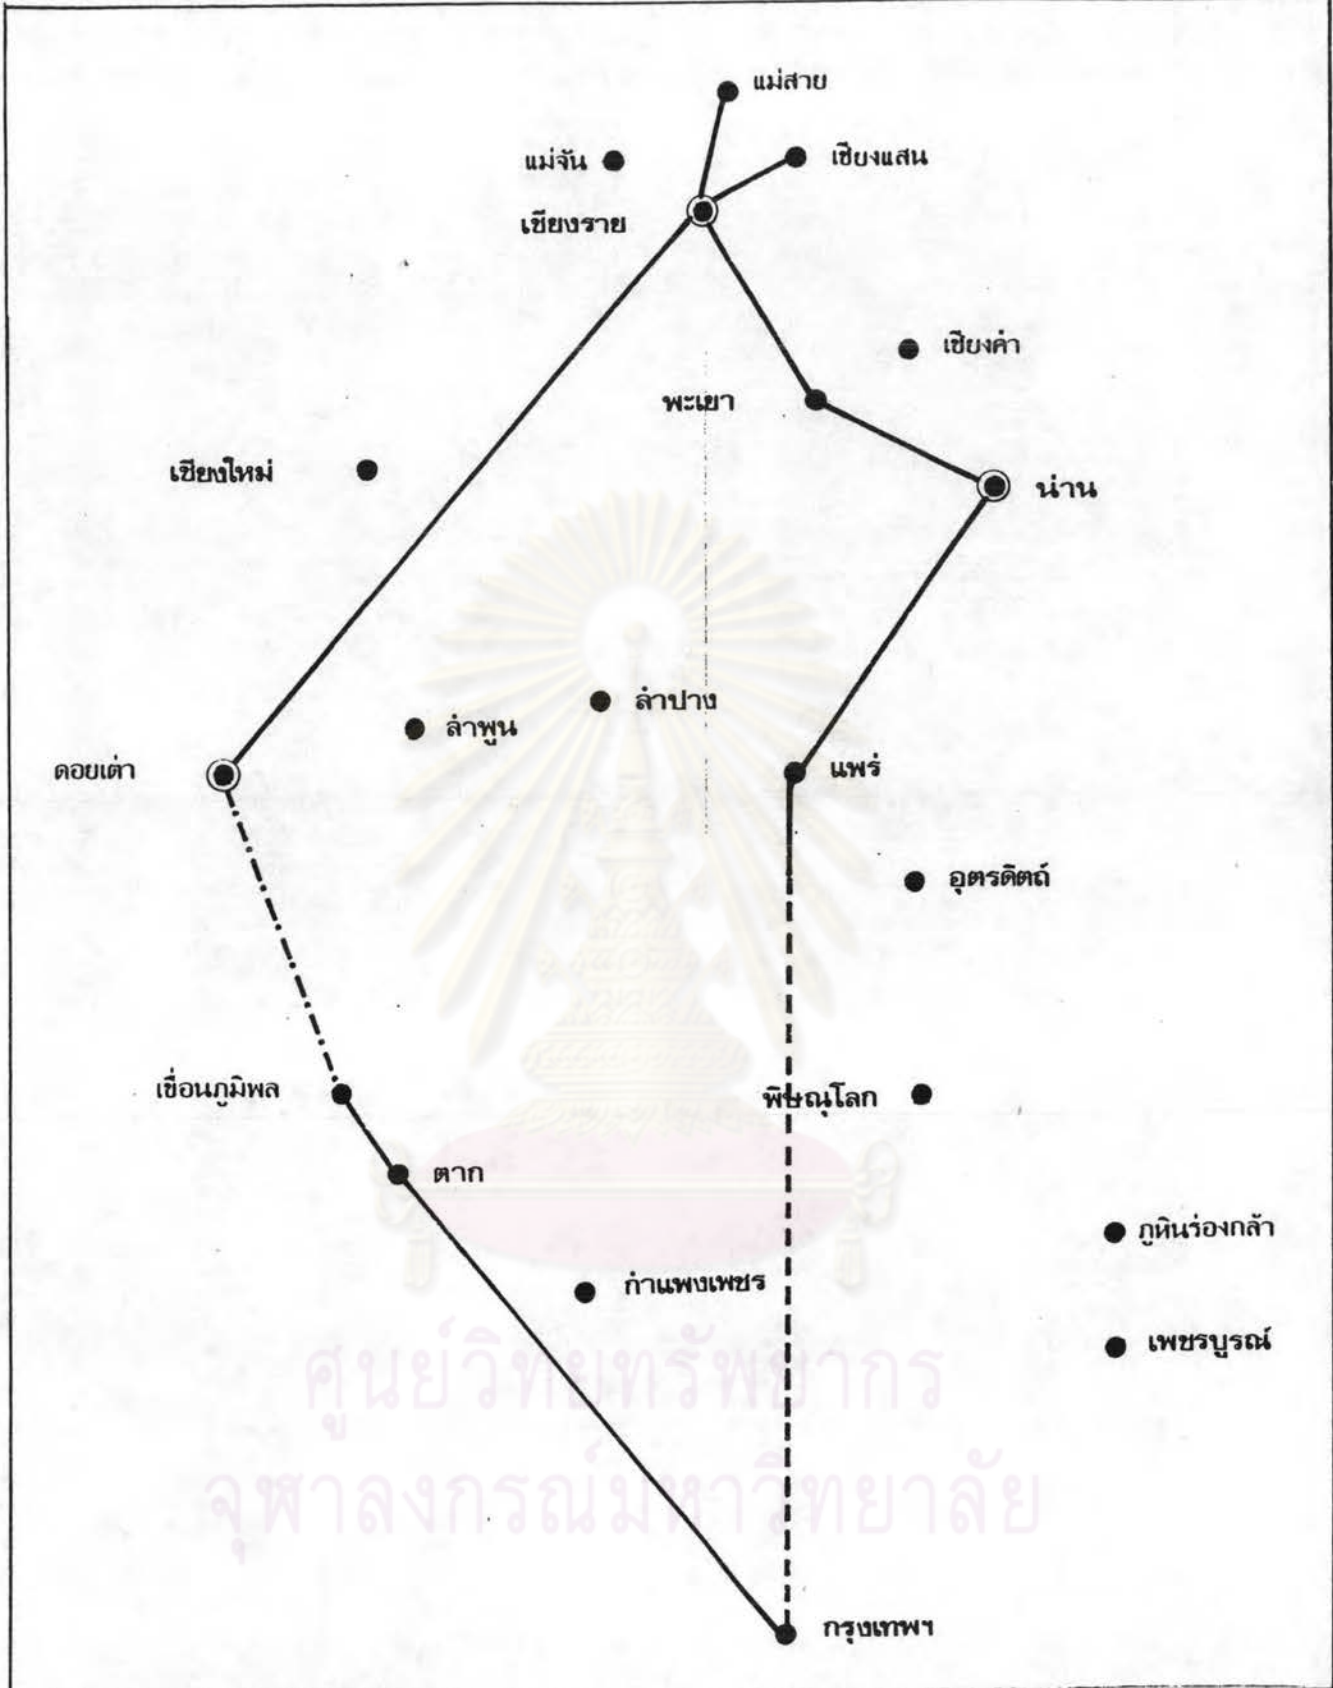 แม่สาย
แม่จัน
เชียงแสน
เชียงราย
เชียงคำ
พะเยา
เชียงใหม่
น่าน
ลำปาง
ลำพูน
ดอยเต่า
แพร่
อุตรดิตถ์
เขื่อนภูมิพล
พิษณุโลก
ตาก
ภูหินร่องกล้า
กำแพงเพชร
เพชรบูรณ์
ศูนย์วิทยทรัพยากร
จุฬาลงกรณ์มหาวิทยาลัย
กรุงเทพฯ